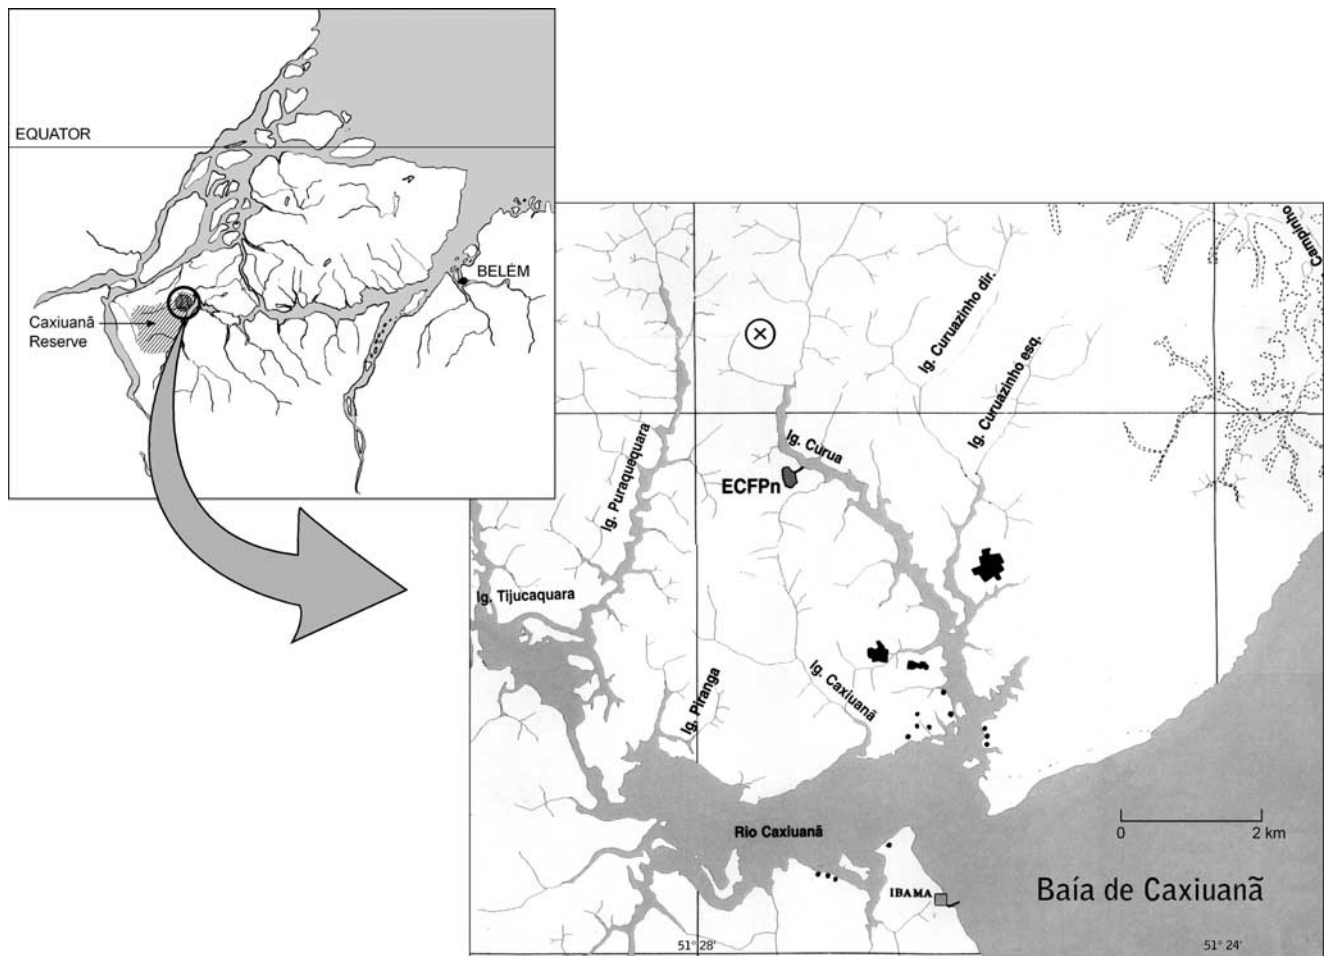 EQUATOR
BELÉM
Caxiuanã
Reserve
Campinho
Ig. Curuazinho dir.
Ig. Curuazinho esq.
Ig. Puraquequara
Ig. Curua
ECFPn
Ig. Tijucaquara
Ig. Piranga
Ig. Caxiuanã
Rio Caxiuanã
0 2 km
IBAMA
Baía de Caxiuanã
51° 28'
51° 24'